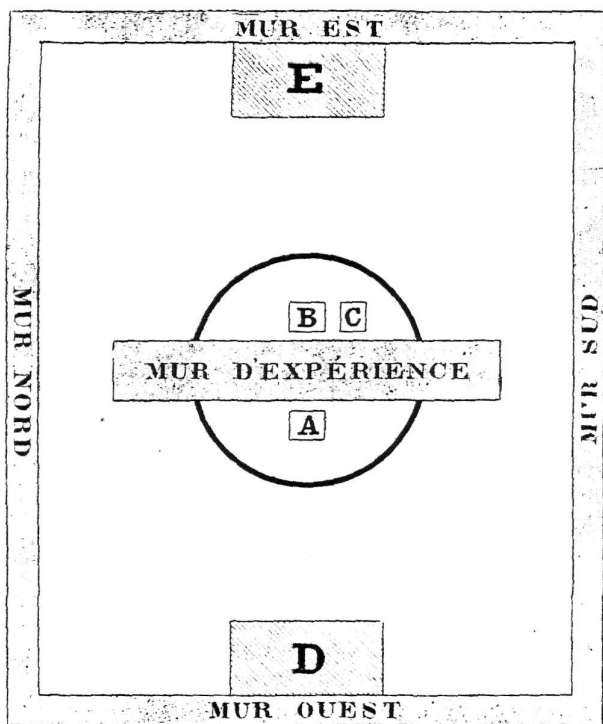 MUR EST
E
MUR NORD
MUR SUD
B C
MUR D'EXPÉRIENCE
A
D
MUR OUEST